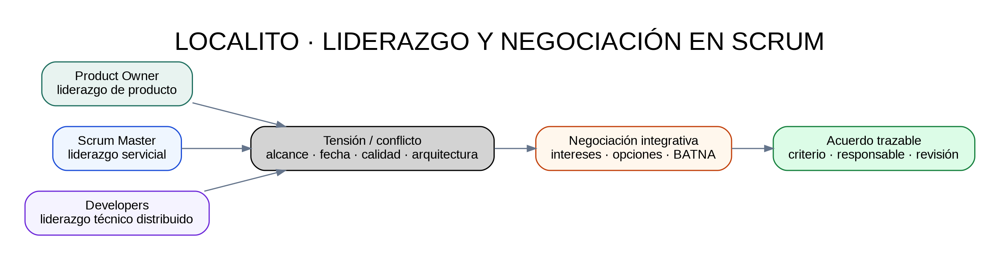 LOCALITO · LIDERAZGO Y NEGOCIACIÓN EN SCRUM
Product Owner
liderazgo de producto
Scrum Master
liderazgo servicial
Developers
liderazgo técnico distribuido
Tensión / conflicto
alcance · fecha · calidad · arquitectura
Negociación integrativa
intereses · opciones · BATNA
Acuerdo trazable
criterio · responsable · revisión